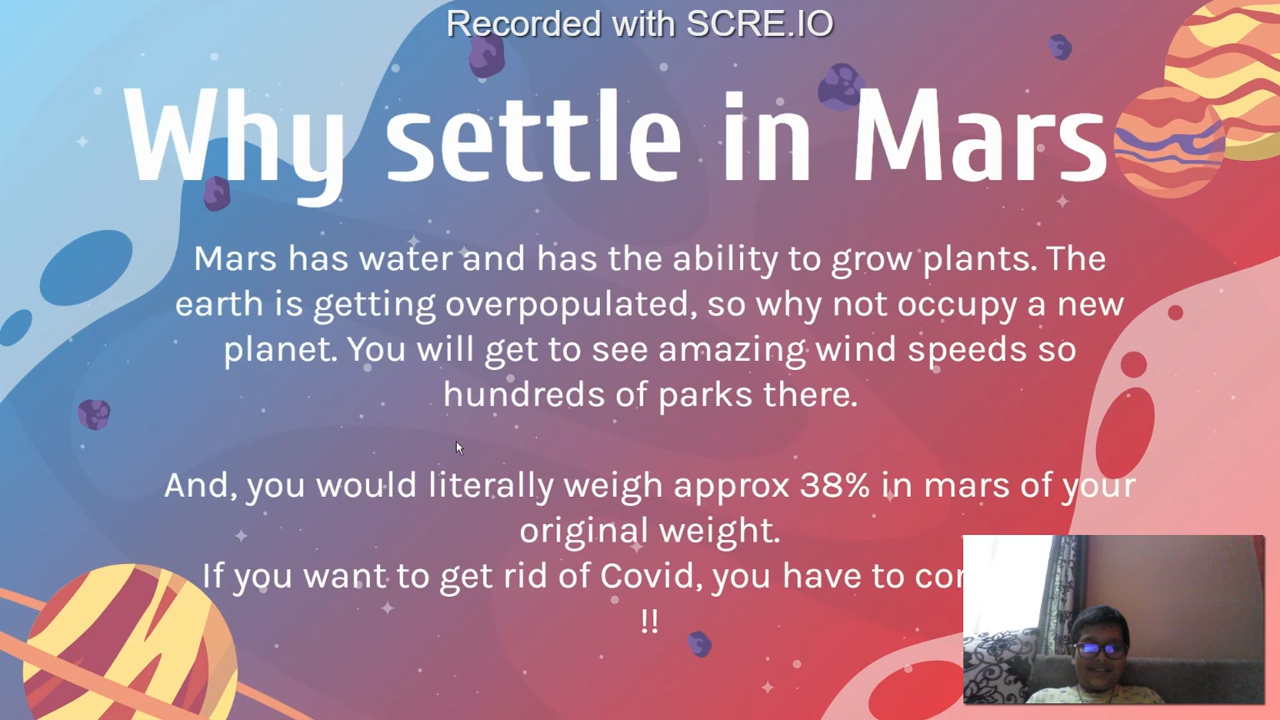 Recorded with SCRE.IO
Why settle in Mars
Mars has water and has the ability to grow plants. The
earth is getting overpopulated, so why not occupy a new
planet. You will get to see amazing wind speeds so
hundreds of parks there.
And, you would literally weigh approx 38% in mars of your
original weight.
If you want to get rid of Covid, you have to
!!